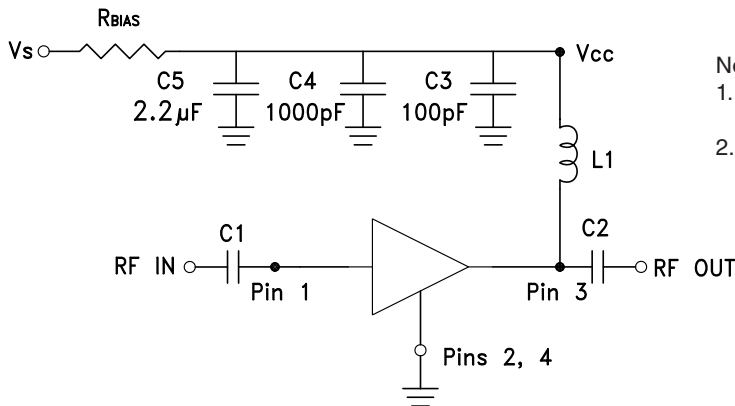 RBIAS
Vs
Vcc
C5
2.2µF
C4
1000pF
C3
100pF
L1
1.
2.
C1
C2
RF IN
RF OUT
Pin 1
Pin 3
Pins 2, 4